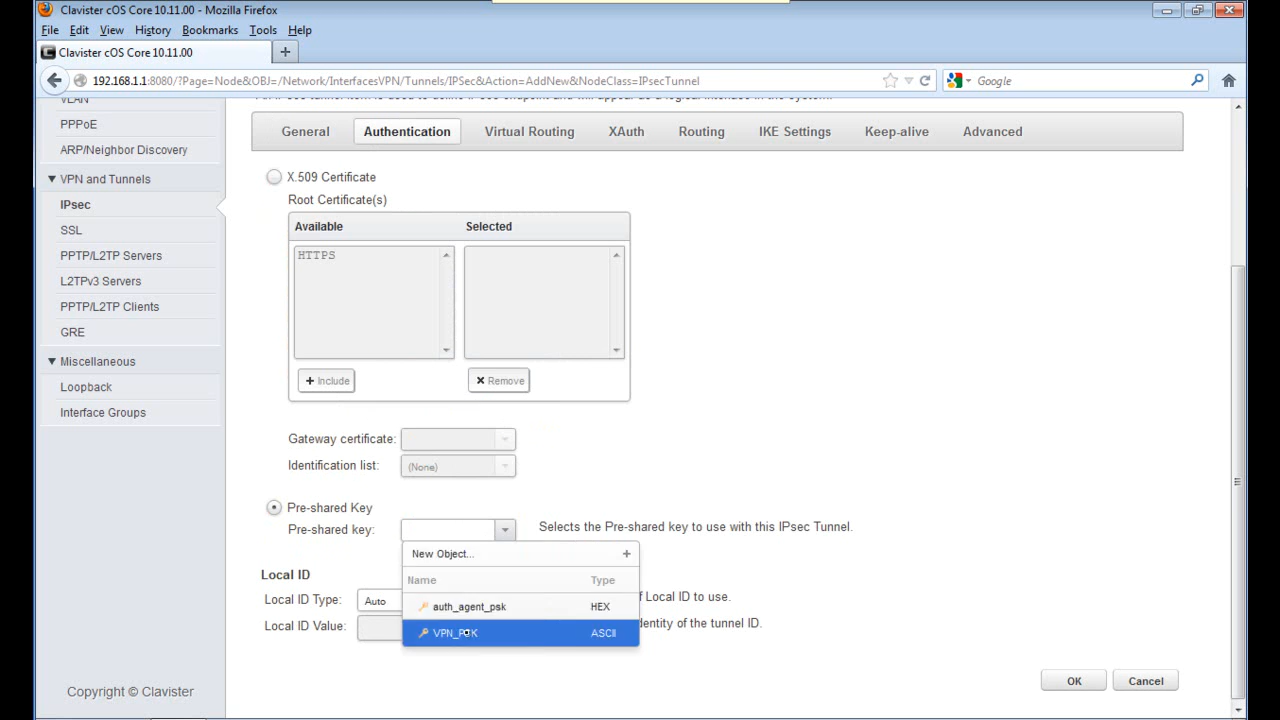 Clavister cOS Core 10.11.00 - Mozilla Firefox
File Edit View History Bookmarks Tools Help
Clavister cOS Core 10.11.00
192.168.1.1:8080/?Page=Node&OBJ=/Network/InterfacesVPN/Tunnels/IPSec&Action=AddNew&NodeClass=IPsecTunnel
Google
VLAN
PPPoE
ARP/Neighbor Discovery
VPN and Tunnels
IPsec
SSL
PPTP/L2TP Servers
L2TPv3 Servers
PPTP/L2TP Clients
GRE
Miscellaneous
Loopback
Interface Groups
Copyright © Clavister
General Authentication Virtual Routing XAuth Routing IKE Settings Keep-alive Advanced
X.509 Certificate
Root Certificate(s)
Available Selected
HTTPS
Include Remove
Gateway certificate:
Identification list: (None)
Pre-shared Key
Pre-shared key: Selects the Pre-shared key to use with this IPsec Tunnel.
New Object...
Name Type
auth_agent_psk HEX
VPN_PSK ASCII
Local ID
Local ID Type: Auto f Local ID to use.
Local ID Value: dentity of the tunnel ID.
OK Cancel